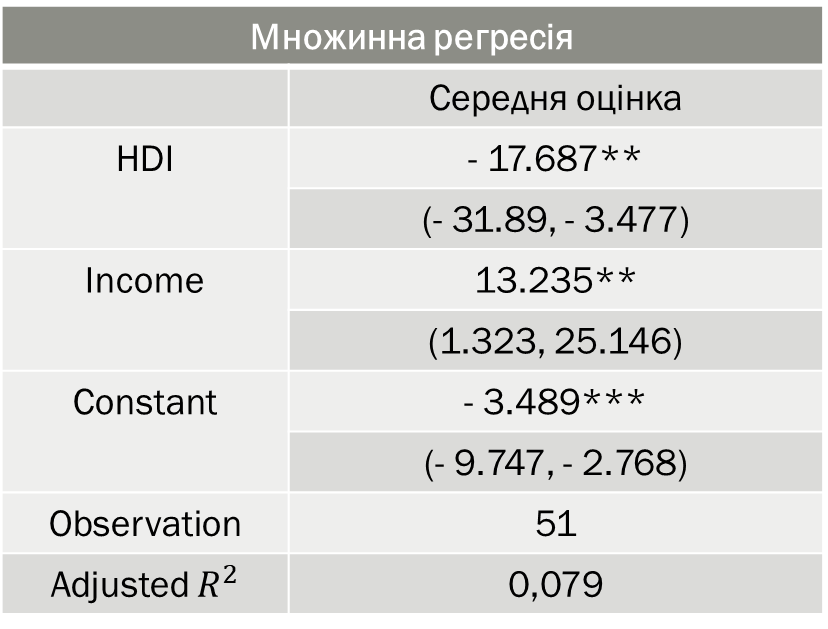 Множинна регресія
Середня оцінка
HDI
- 17.687**
(- 31.89, - 3.477)
Income
13.235**
(1.323, 25.146)
Constant
- 3.489***
(- 9.747, - 2.768)
Observation
51
Adjusted R²
0,079